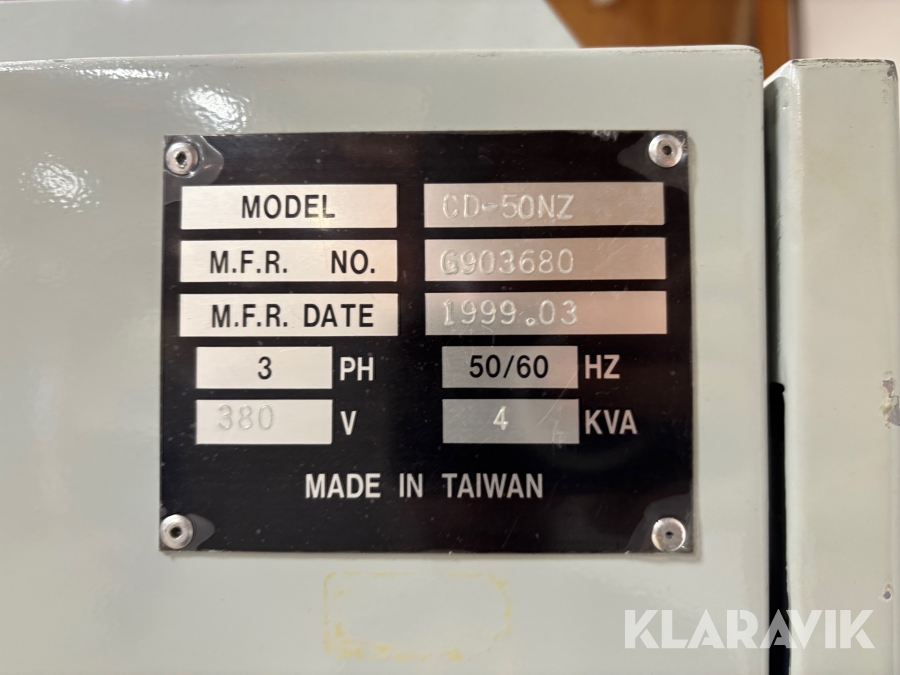 MODEL CD-50NZ
M.F.R. NO. G903680
M.F.R. DATE 1999.03
3 PH 50/60 HZ
380 V 4 KVA
MADE IN TAIWAN
KLARAVIK